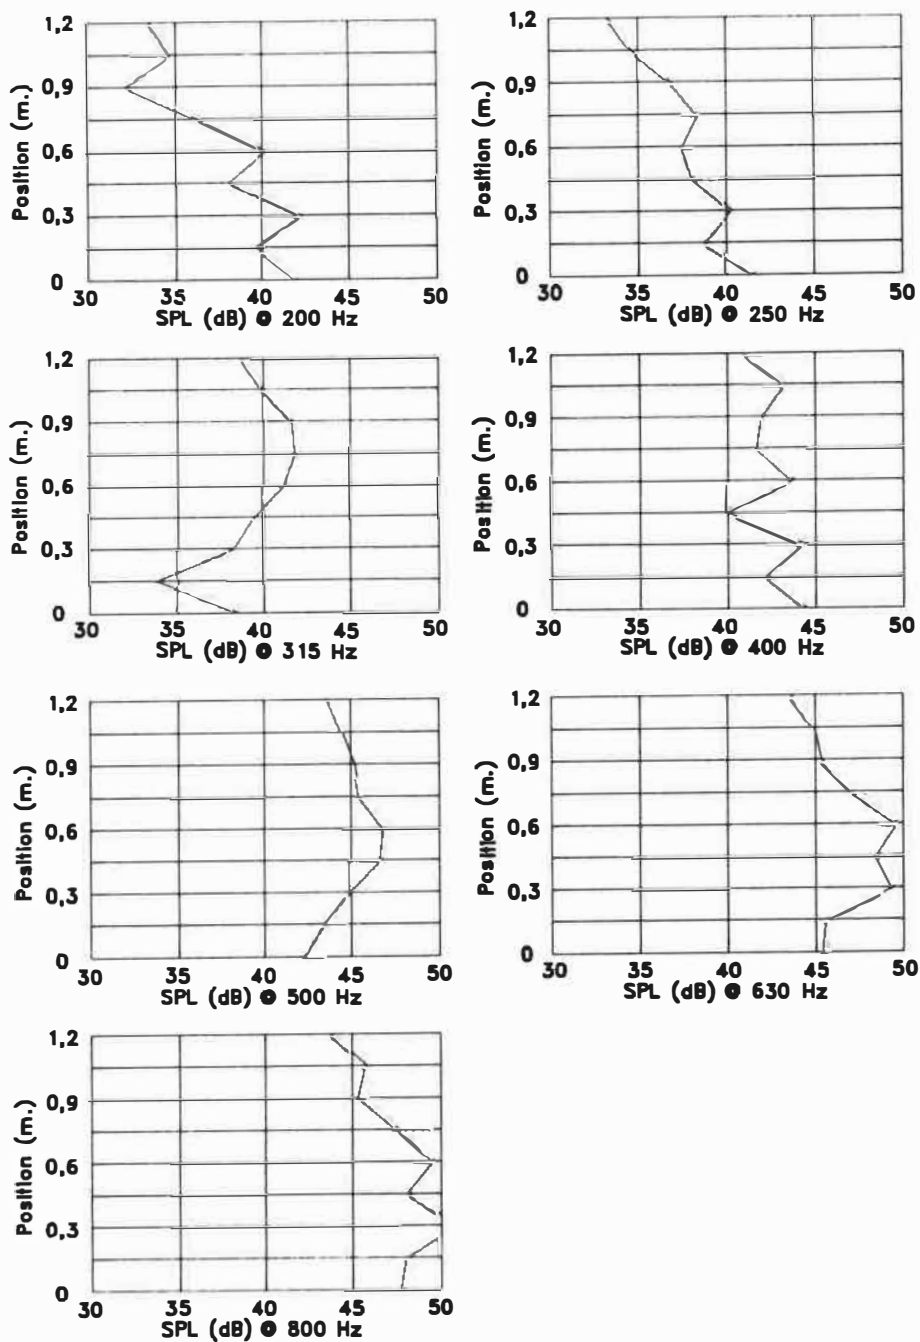 1,2
0,9
0,6
0,3
0
Position (m.)
30 35 40 45 50
SPL (dB) @ 200 Hz
1,2
0,9
0,6
0,3
0
Position (m.)
30 35 40 45 50
SPL (dB) @ 250 Hz
1,2
0,9
0,6
0,3
0
Position (m.)
30 35 40 45 50
SPL (dB) @ 315 Hz
1,2
0,9
0,6
0,3
0
Position (m.)
30 35 40 45 50
SPL (dB) @ 400 Hz
1,2
0,9
0,6
0,3
0
Position (m.)
30 35 40 45 50
SPL (dB) @ 500 Hz
1,2
0,9
0,6
0,3
0
Position (m.)
30 35 40 45 50
SPL (dB) @ 630 Hz
1,2
0,9
0,6
0,3
0
Position (m.)
30 35 40 45 50
SPL (dB) @ 800 Hz